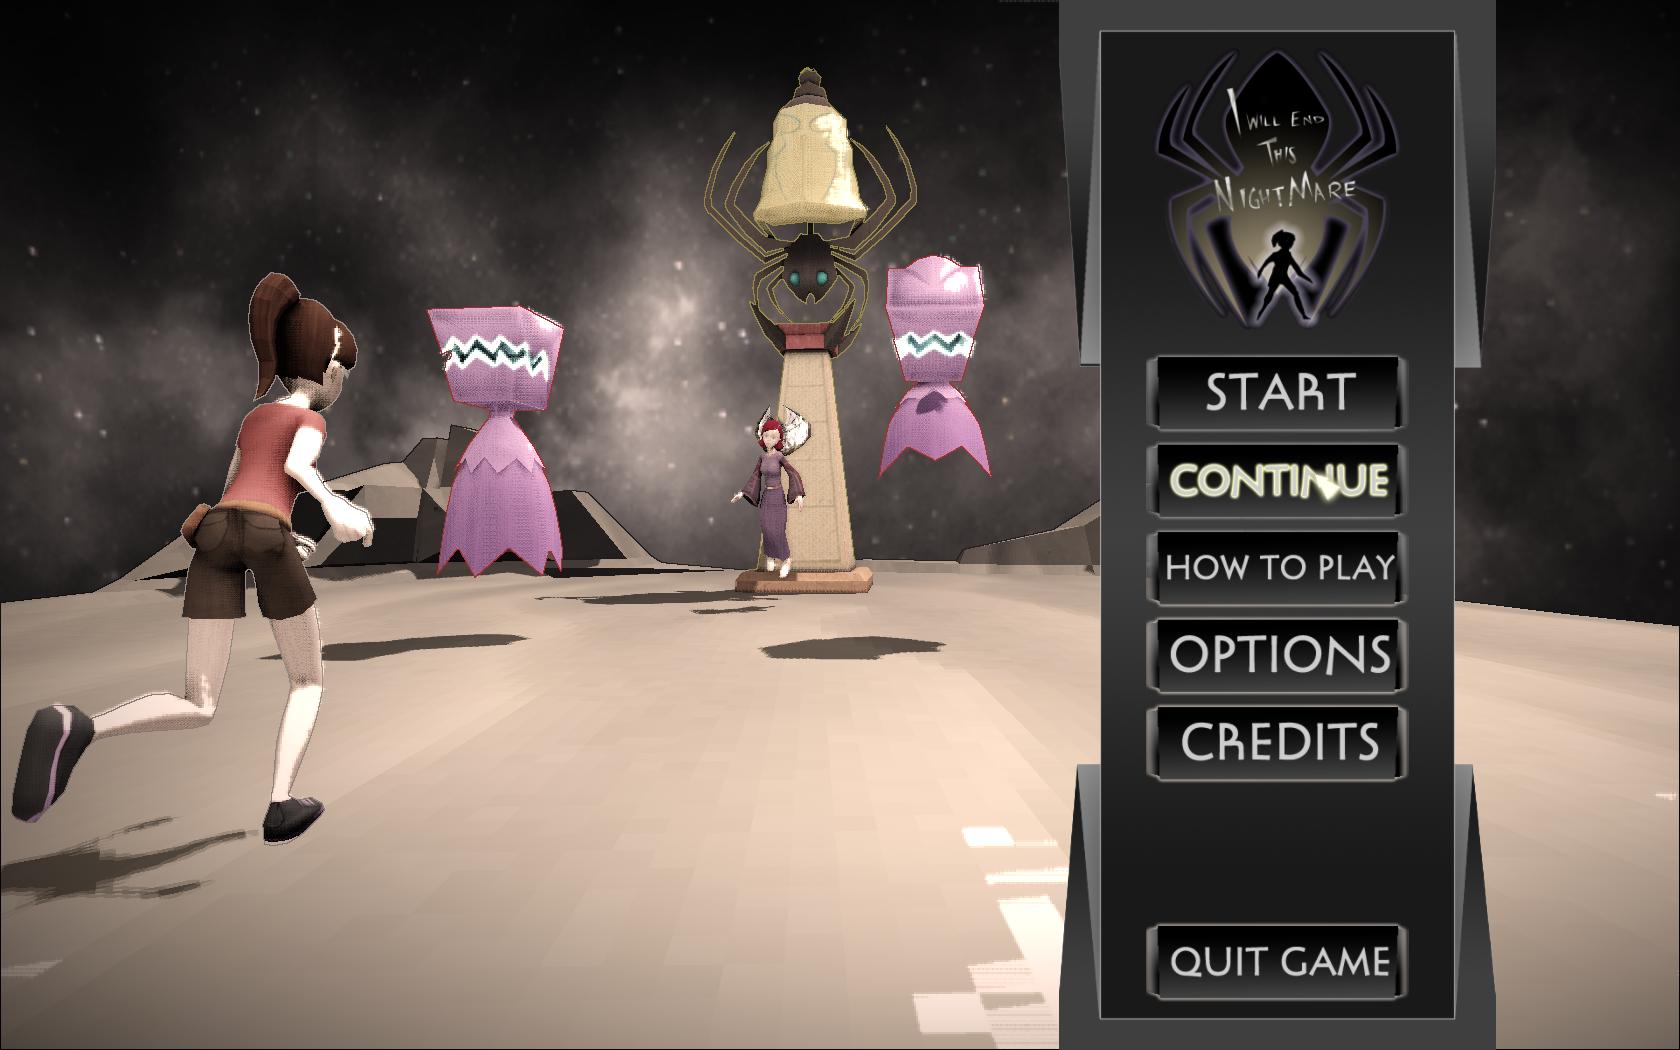 I WILL END
THIS
NIGHTMARE
START
CONTINUE
HOW TO PLAY
OPTIONS
CREDITS
QUIT GAME